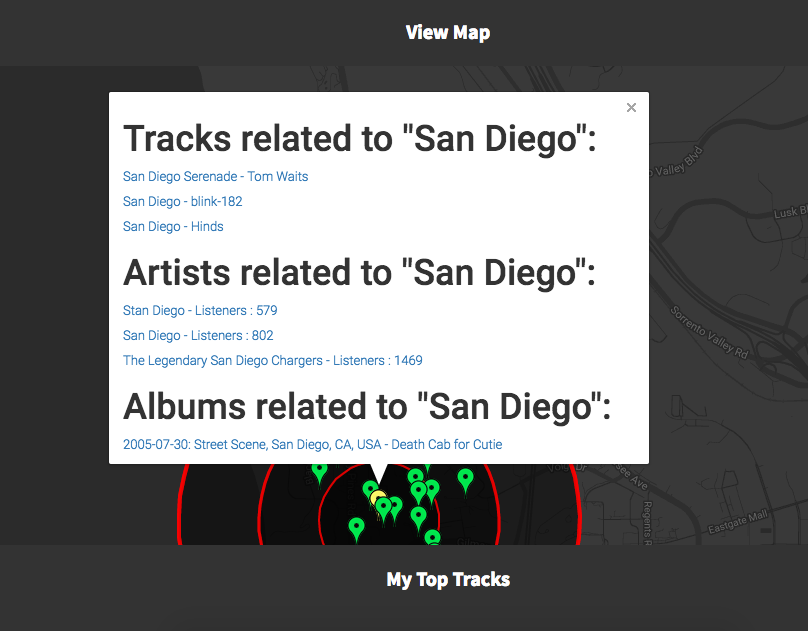 View Map
×
Tracks related to "San Diego":
San Diego Serenade - Tom Waits
San Diego - blink-182
San Diego - Hinds
Artists related to "San Diego":
Stan Diego - Listeners : 579
San Diego - Listeners : 802
The Legendary San Diego Chargers - Listeners : 1469
Albums related to "San Diego":
2005-07-30: Street Scene, San Diego, CA, USA - Death Cab for Cutie
Valley Blvd
Lusk
Sorrento Valley Rd
Dr
Ave
Regents
Eastgate Mall
My Top Tracks